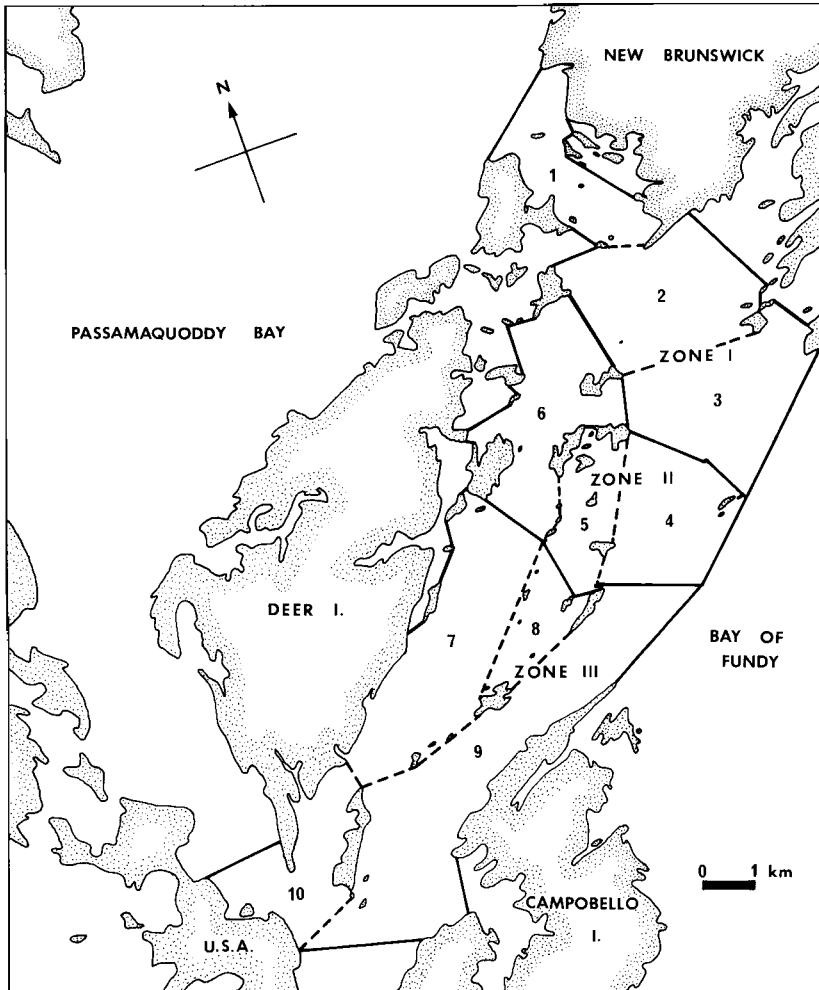 NEW BRUNSWICK
N
1
2
PASSAMAQUODDY BAY
ZONE I
3
6
ZONE II
5
4
DEER I.
7
8
BAY OF
FUNDY
ZONE III
9
0 1 km
10
CAMPOBELLO
I.
U.S.A.